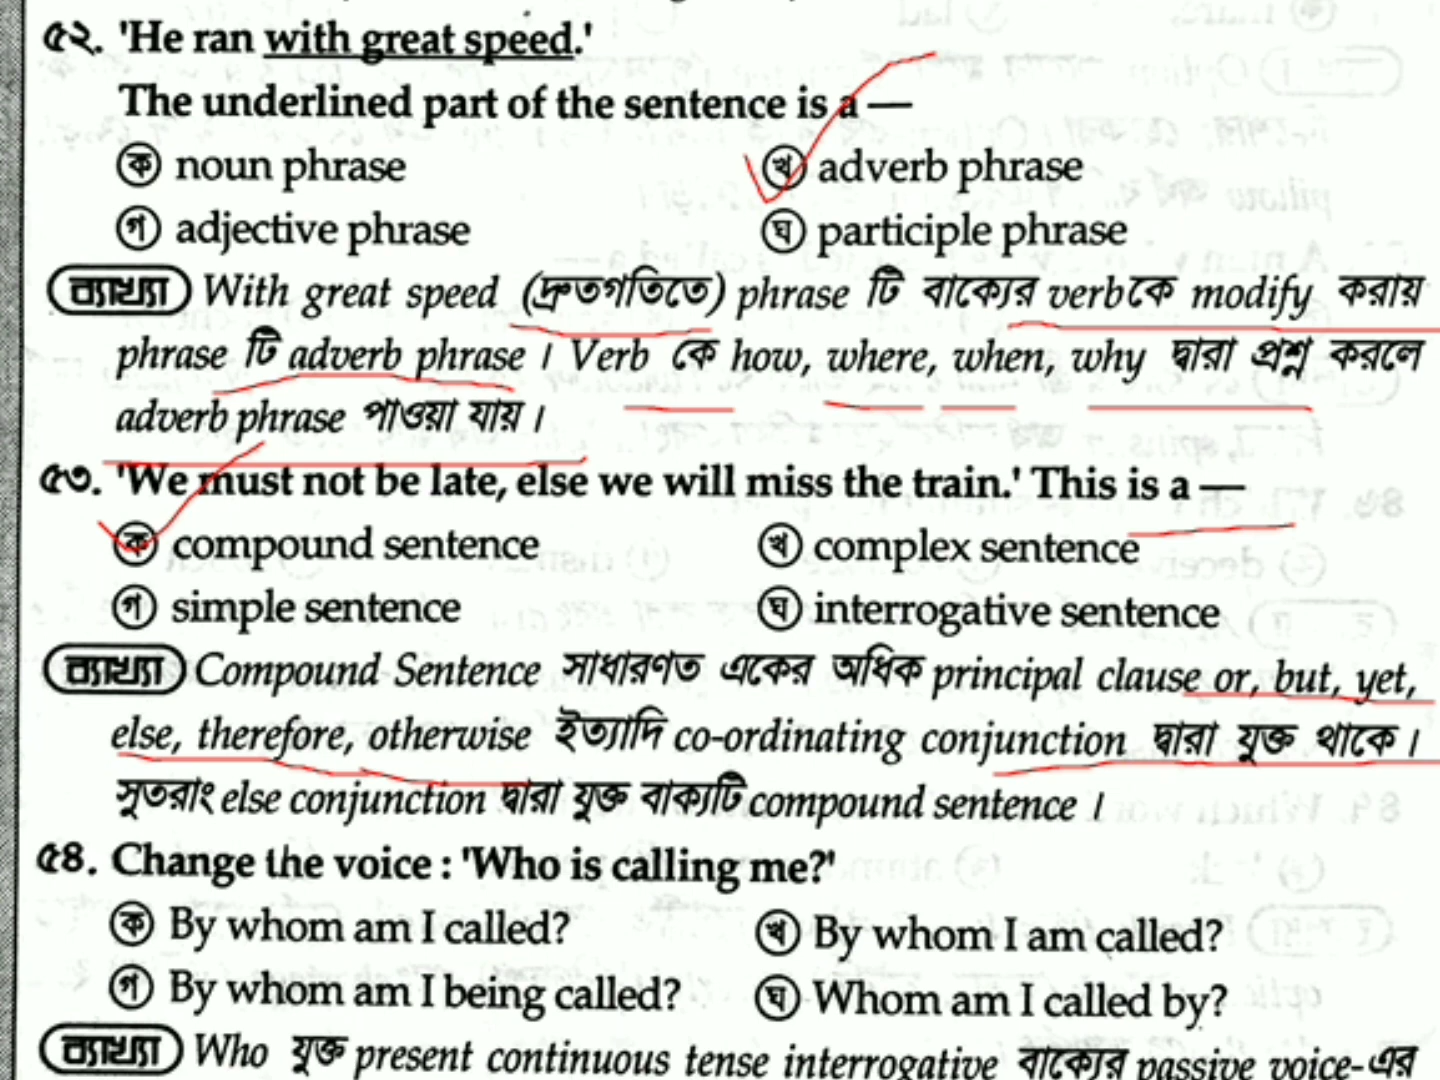 ৫২. 'He ran with great speed.'
The underlined part of the sentence is a —
ক noun phrase খ adverb phrase
গ adjective phrase ঘ participle phrase
ব্যাখ্যা With great speed (দ্রুতগতিতে) phrase টি বাক্যের verbকে modify করায়
phrase টি adverb phrase । Verb কে how, where, when, why দ্বারা প্রশ্ন করলে
adverb phrase পাওয়া যায় ।
৫৩. 'We must not be late, else we will miss the train.' This is a —
ক compound sentence খ complex sentence
গ simple sentence ঘ interrogative sentence
ব্যাখ্যা Compound Sentence সাধারণত একের অধিক principal clause or, but, yet,
else, therefore, otherwise ইত্যাদি co-ordinating conjunction দ্বারা যুক্ত থাকে ।
সুতরাং else conjunction দ্বারা যুক্ত বাক্যটি compound sentence ।
৫৪. Change the voice : 'Who is calling me?'
ক By whom am I called? খ By whom I am called?
গ By whom am I being called? ঘ Whom am I called by?
ব্যাখ্যা Who যুক্ত present continuous tense interrogative বাক্যের passive voice-এর